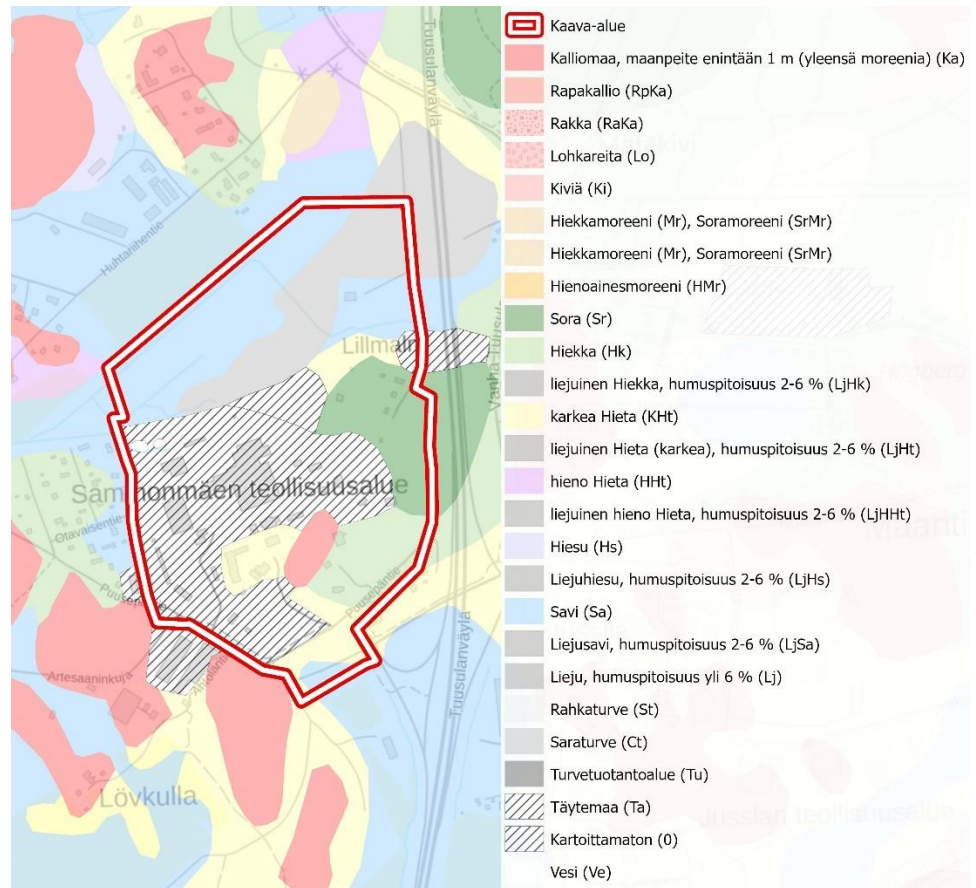 Tuusulanväylä
Huhtanihentie
Lillmalm
Vanha-Tuusula
Sammonmäen teollisuusalue
Otavaisentie
Puusepäntie
Puusepäntie
Artesaaninkuja
Tuusulanväylä
Lövkulla
Kaava-alue
Kalliomaa, maanpeite enintään 1 m (yleensä moreenia) (Ka)
Rapakallio (RpKa)
Rakka (RaKa)
Lohkareita (Lo)
Kiviä (Ki)
Hiekkamoreeni (Mr), Soramoreeni (SrMr)
Hiekkamoreeni (Mr), Soramoreeni (SrMr)
Hienoainesmoreeni (HMr)
Sora (Sr)
Hiekka (Hk)
liejuinen Hiekka, humuspitoisuus 2-6 % (LjHk)
karkea Hieta (KHt)
liejuinen Hieta (karkea), humuspitoisuus 2-6 % (LjHt)
hieno Hieta (HHt)
liejuinen hieno Hieta, humuspitoisuus 2-6 % (LjHHt)
Hiesu (Hs)
Liejuhiesu, humuspitoisuus 2-6 % (LjHs)
Savi (Sa)
Liejusavi, humuspitoisuus 2-6 % (LjSa)
Lieju, humuspitoisuus yli 6 % (Lj)
Rahkaturve (St)
Saraturve (Ct)
Turvetuotantoalue (Tu)
Täytemaa (Ta)
Kartoittamaton (0)
Vesi (Ve)
Jusslan teollisuusalue